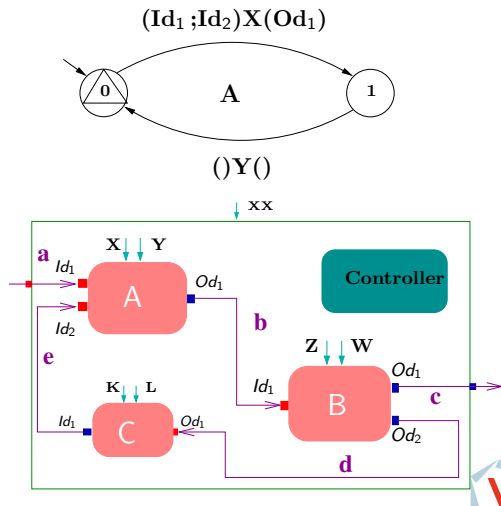 (Id₁ ;Id₂)X(Od₁)
0
A
1
()Y()
XX
a
Id₁
X Y
Od₁
Controller
A
Id₂
b
Z W
e
Od₁
K L
Id₁
B
c
Id₁
C
Od₁
Od₂
d